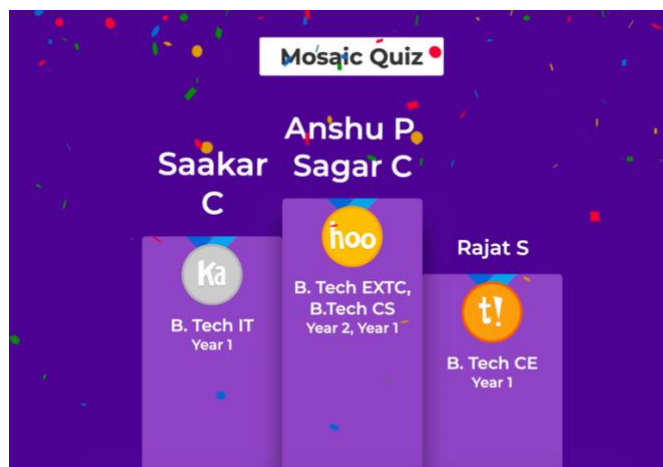 Mosaic Quiz
Saakar
C
Ka
B. Tech IT
Year 1
Anshu P
Sagar C
hoo
B. Tech EXTC,
B.Tech CS
Year 2, Year 1
Rajat S
t!
B. Tech CE
Year 1